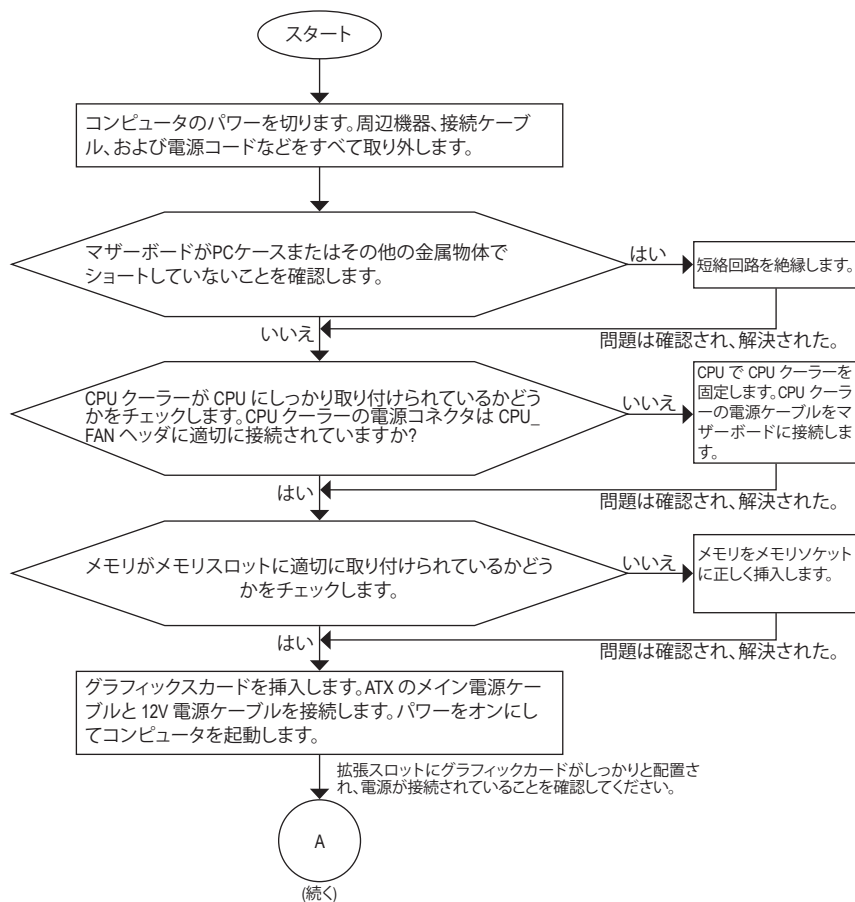 スタート
コンピュータのパワーを切ります。周辺機器、接続ケーブ
ル、および電源コードなどをすべて取り外します。
マザーボードがPCケースまたはその他の金属物体で
ショートしていないことを確認します。
はい
短絡回路を絶縁します。
いいえ
問題は確認され、解決された。
CPU クーラーが CPU にしっかり取り付けられているかどう
かをチェックします。CPU クーラーの電源コネクタは CPU_
FAN ヘッダに適切に接続されていますか?
いいえ
CPU で CPU クーラーを
固定します。CPU クーラ
ーの電源ケーブルをマ
ザーボードに接続しま
す。
はい
問題は確認され、解決された。
メモリがメモリスロットに適切に取り付けられているかどう
かをチェックします。
いいえ
メモリをメモリソケット
に正しく挿入します。
はい
問題は確認され、解決された。
グラフィックスカードを挿入します。ATX のメイン電源ケー
ブルと 12V 電源ケーブルを接続します。パワーをオンにし
てコンピュータを起動します。
拡張スロットにグラフィックカードがしっかりと配置さ
れ、電源が接続されていることを確認してください。
A
(続く)